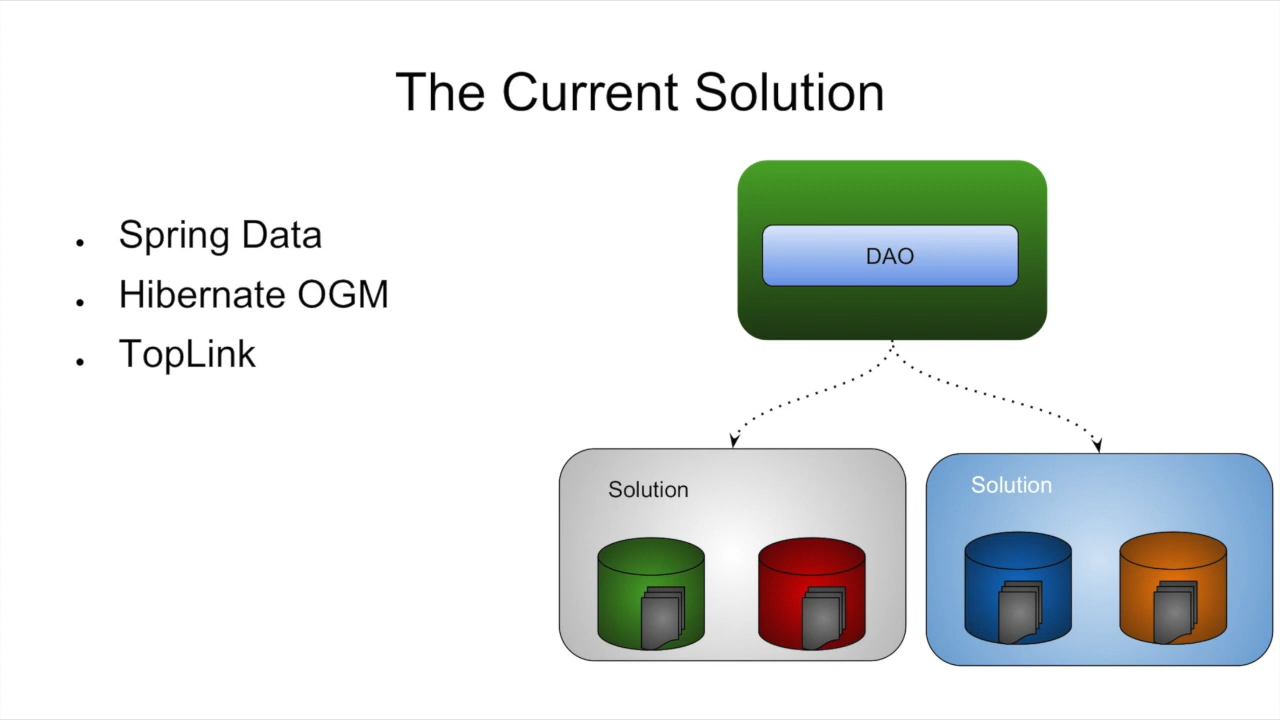 The Current Solution
Spring Data
Hibernate OGM
TopLink
DAO
Solution
Solution